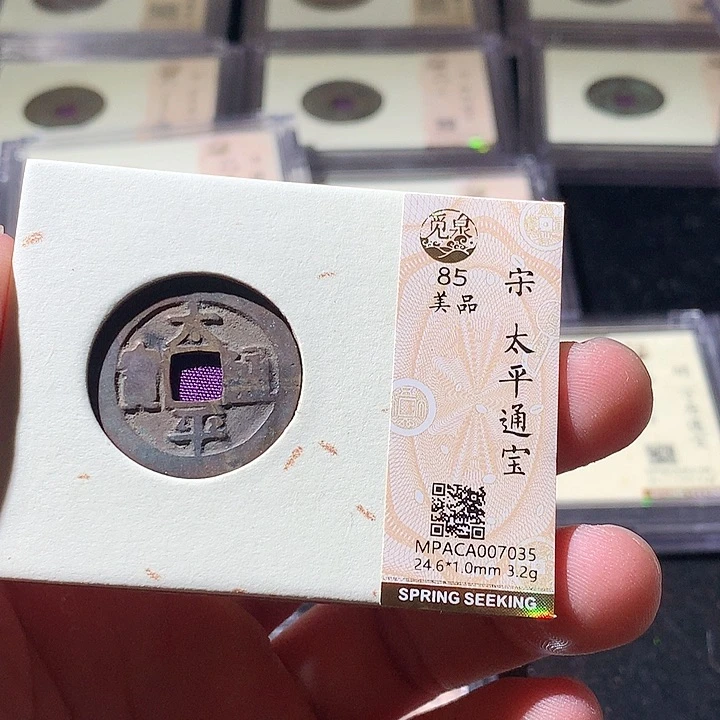 太
平
通
觅泉
85
美品
宋 太平通宝
MPACA007035
24.6*1.0mm 3.2g
SPRING SEEKING